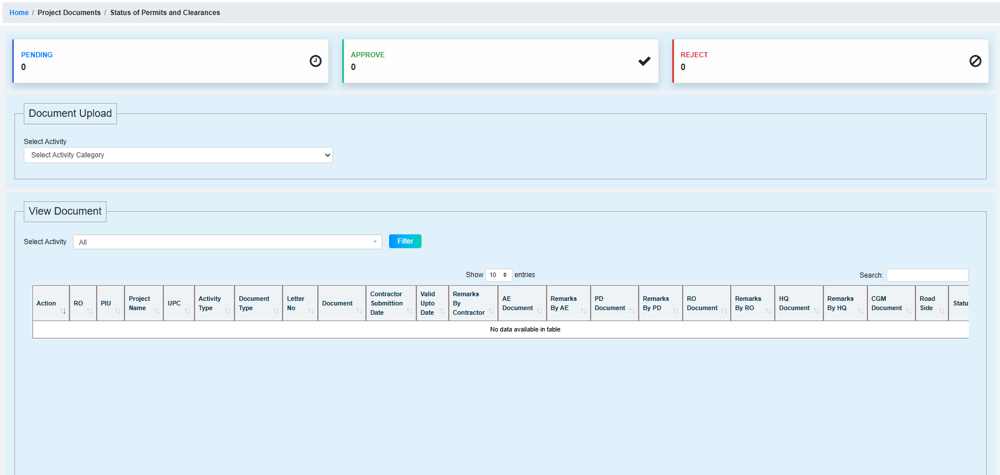 Home / Project Documents / Status of Permits and Clearances
PENDING
0
APPROVE
0
REJECT
0
Document Upload
Select Activity
Select Activity Category
View Document
Select Activity All Filter
Show 10 entries
Search:
Action
RO
PIU
Project
Name
UPC
Activity
Type
Document
Type
Letter
No
Document
Contractor
Submittion
Date
Valid
Upto
Date
Remarks
By
Contractor
AE
Document
Remarks
By AE
PD
Document
Remarks
By PD
RO
Document
Remarks
By RO
HQ
Document
Remarks
By HQ
CGM
Document
Road
Side
Statu
No data available in table